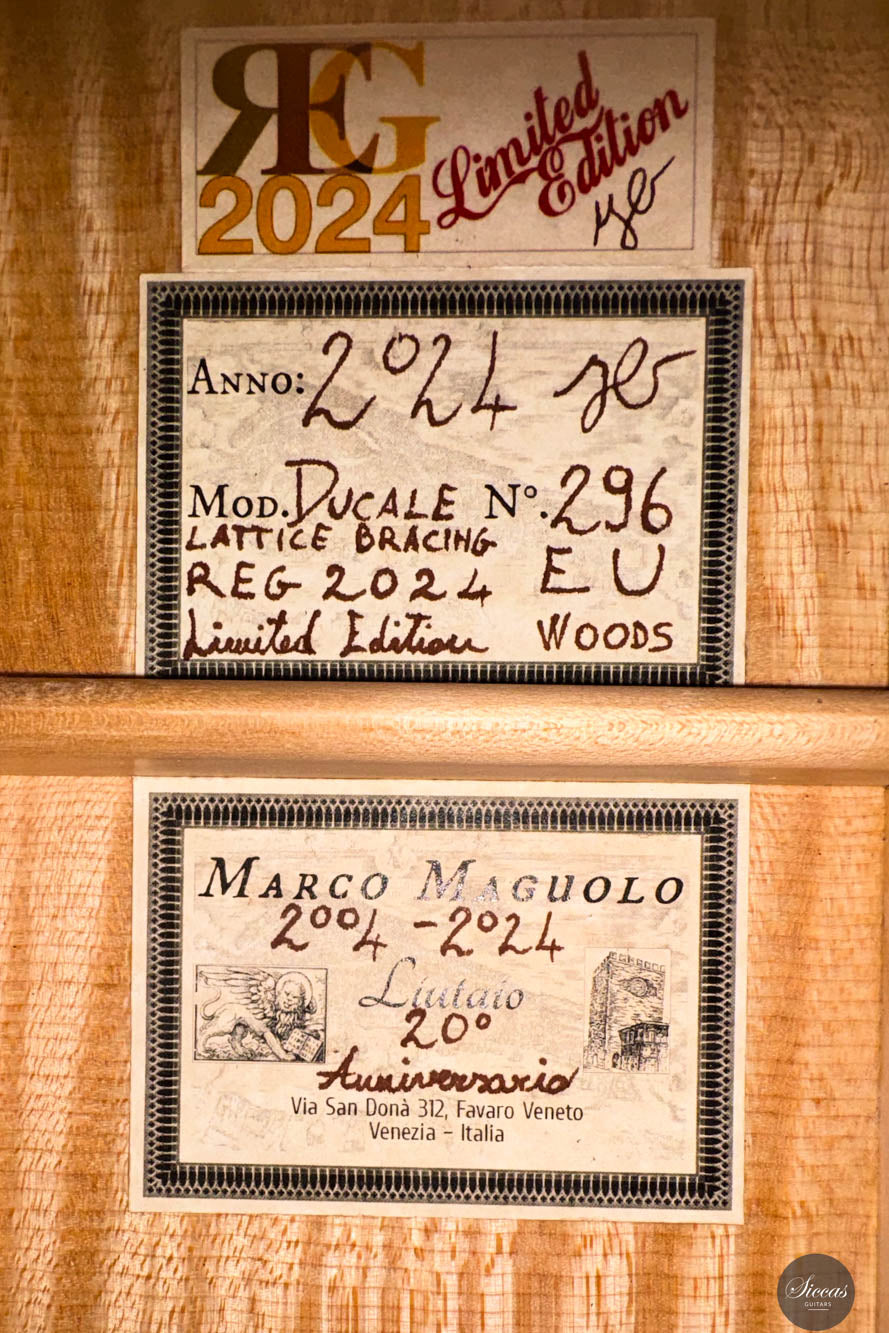 REG
2024
Limited
Edition
Anno: 2024
Mod. DUCALE N°. 296
LATTICE BRACING
REG 2024 EU
Limited Edition WOODS
MARCO MAGUOLO
2004 - 2024
Liutaio
20°
Anniversario
Via San Donà 312, Favaro Veneto
Venezia – Italia
Siccas
GUITARS